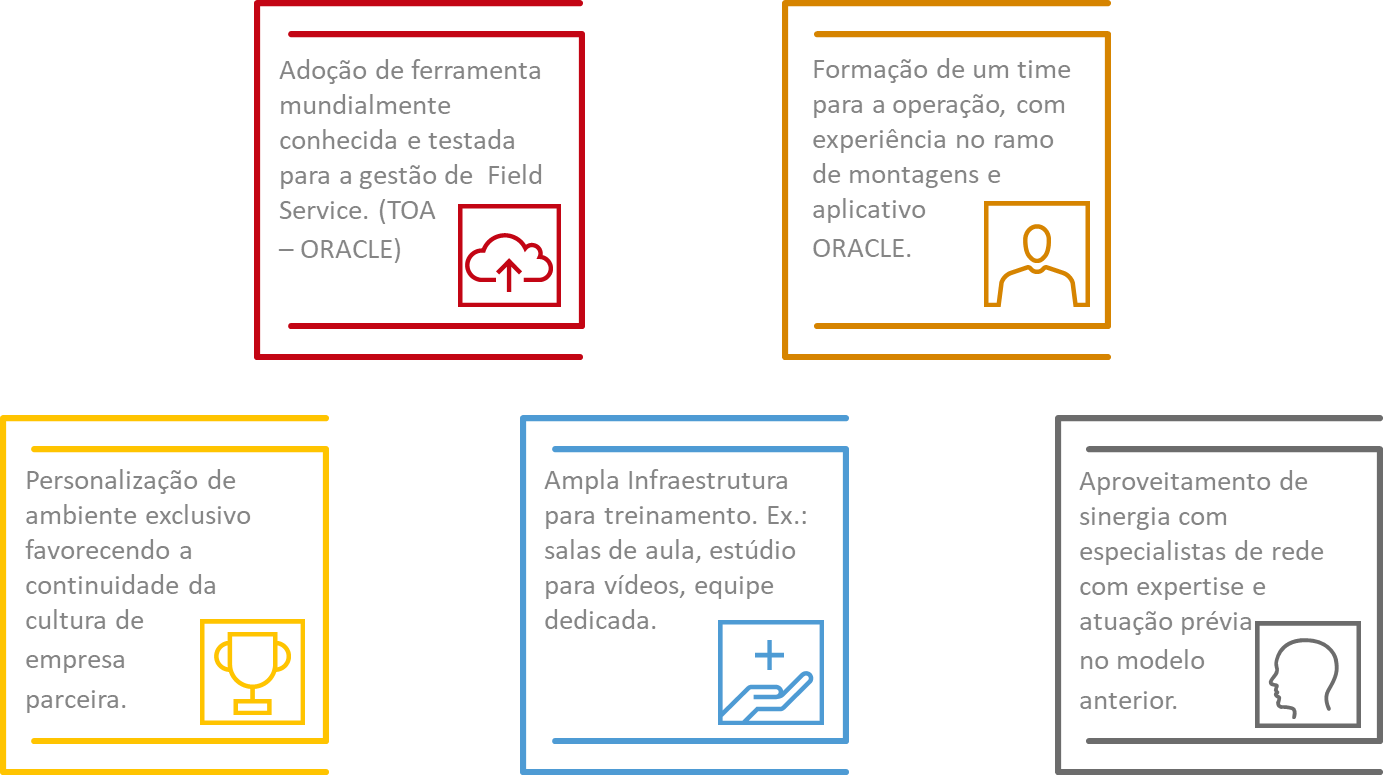 Adoção de ferramenta
mundialmente
conhecida e testada
para a gestão de  Field
Service. (TOA
– ORACLE)
Formação de um time
para a operação, com
experiência no ramo
de montagens e
aplicativo
ORACLE.
Personalização de
ambiente exclusivo
favorecendo a
continuidade da
cultura de
empresa
parceira.
Ampla Infraestrutura
para treinamento. Ex.:
salas de aula, estúdio
para vídeos, equipe
dedicada.
Aproveitamento de
sinergia com
especialistas de rede
com expertise e
atuação prévia
no modelo
anterior.